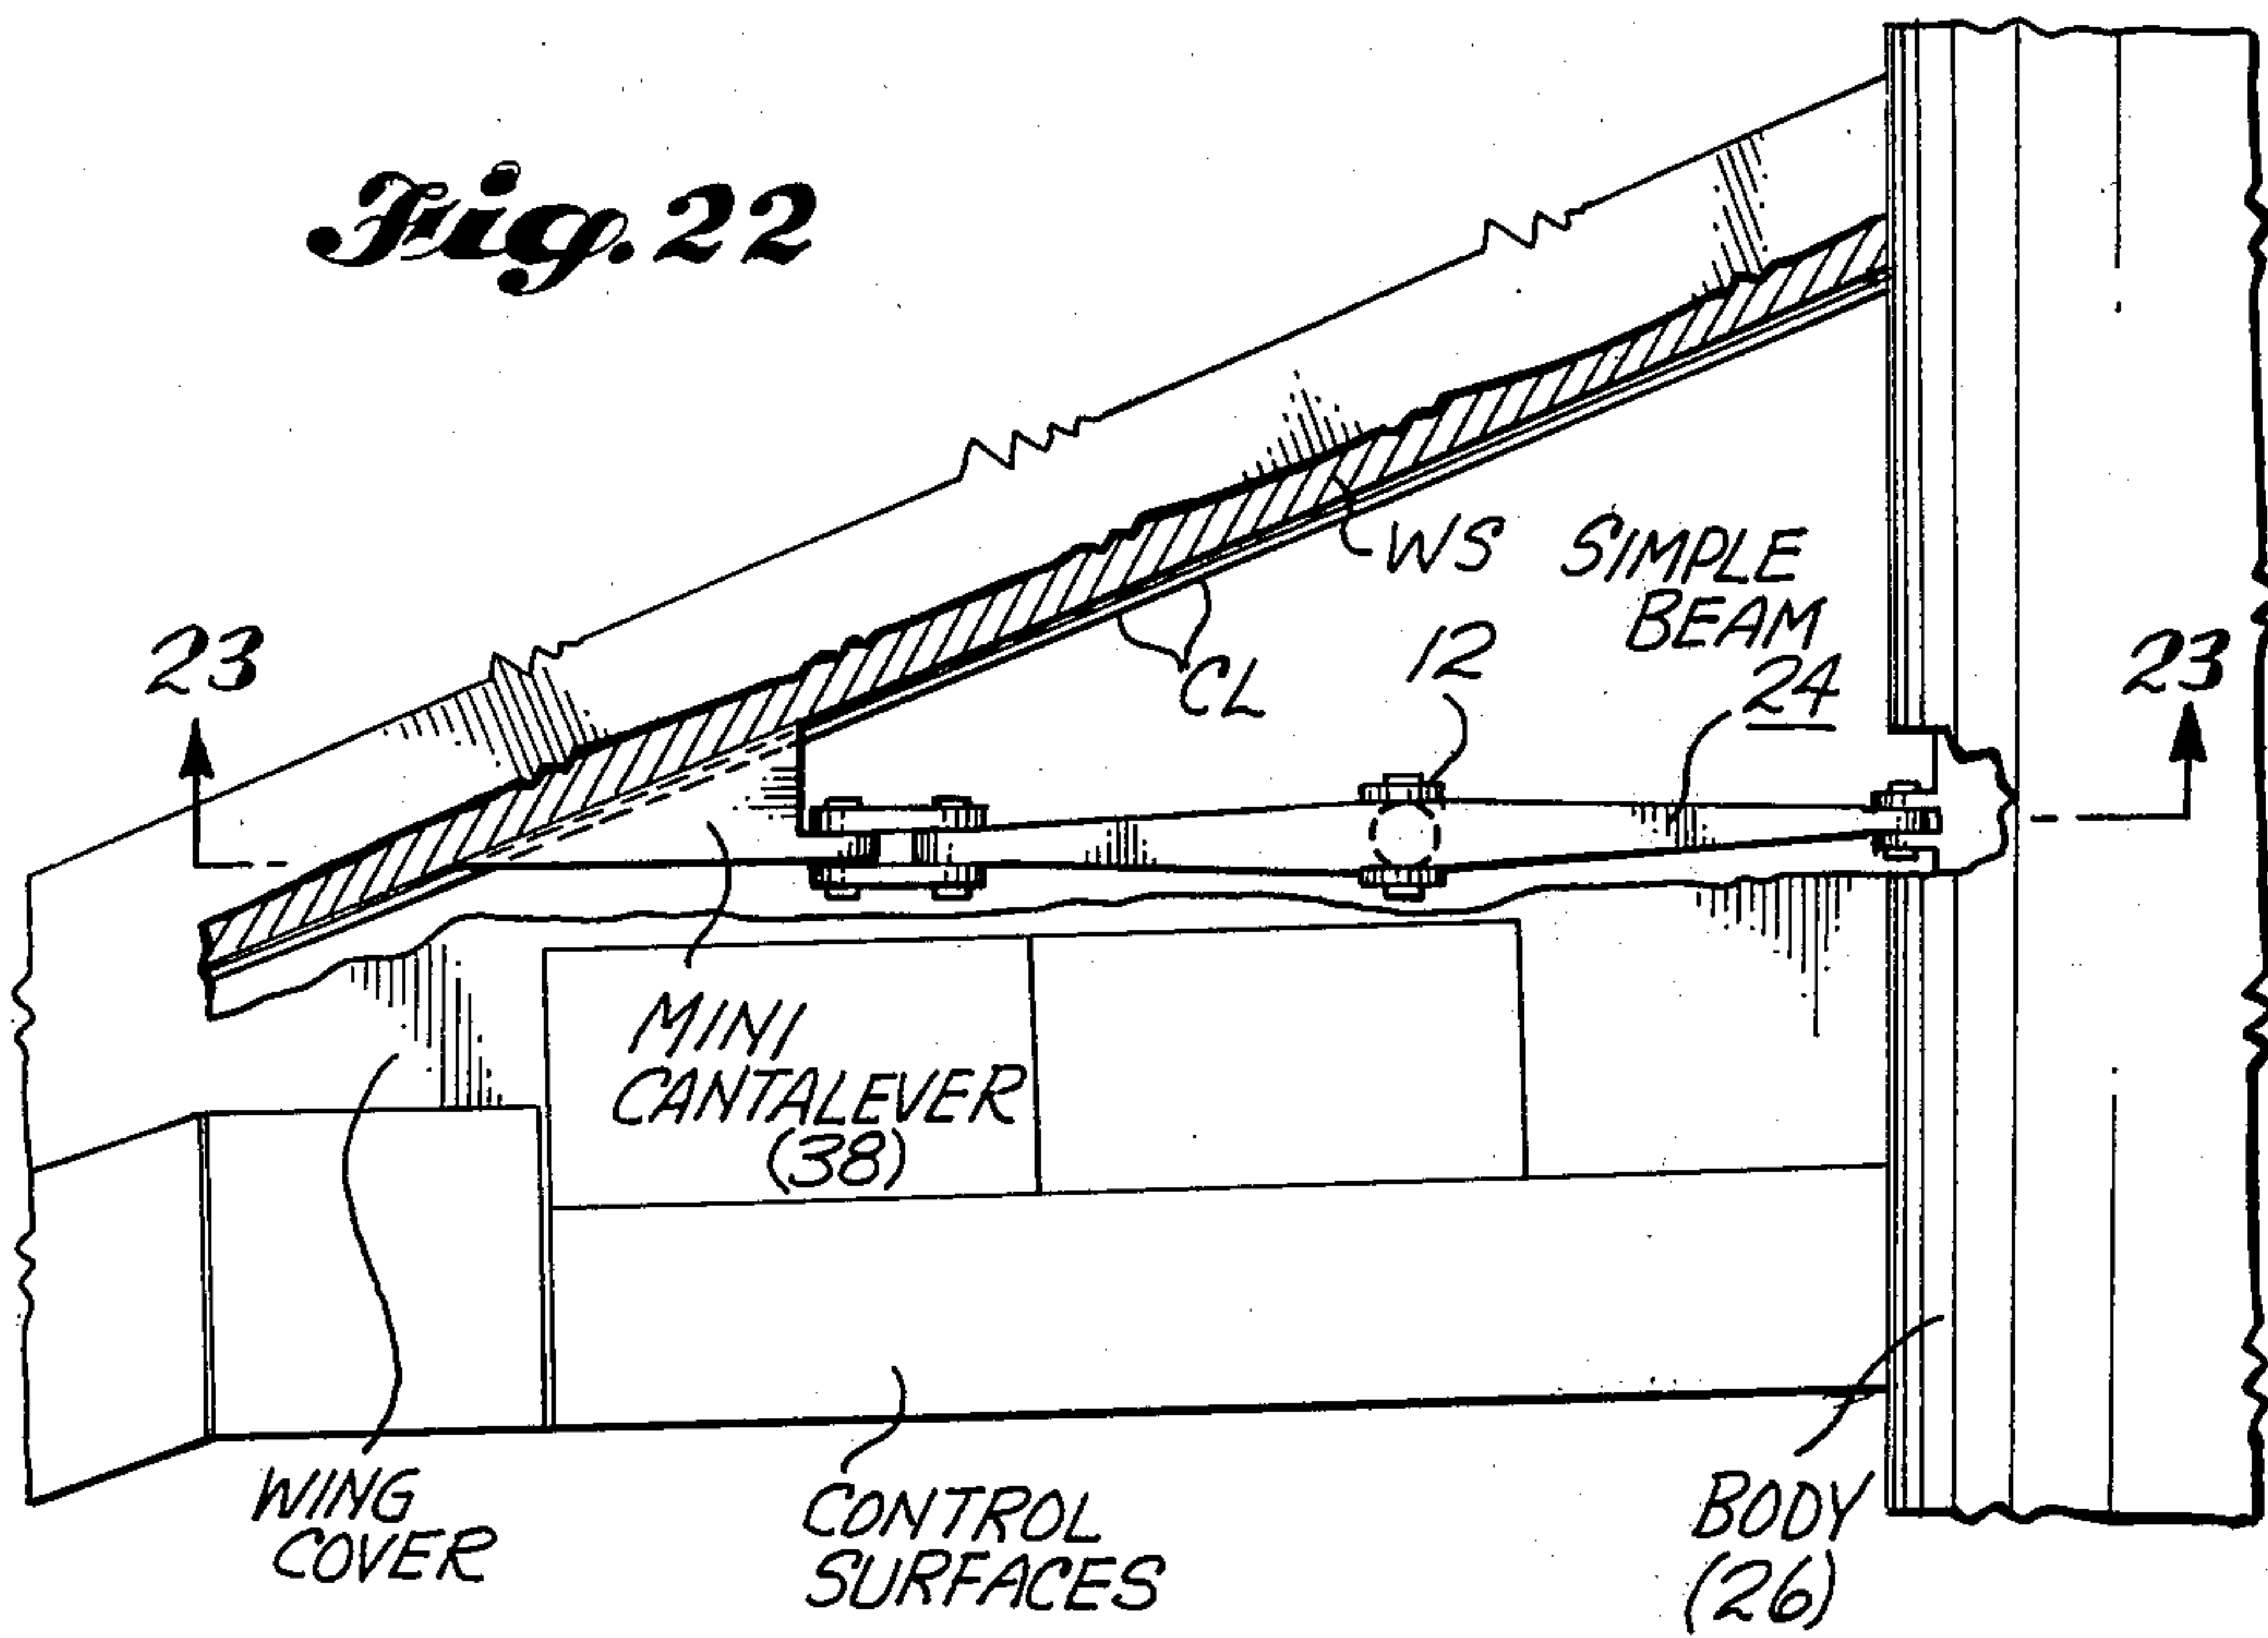 Fig. 22
WS
SIMPLE
BEAM
24
12
CL
23
23
MINI
CANTALEVER
(38)
WING
COVER
CONTROL
SURFACES
BODY
(26)